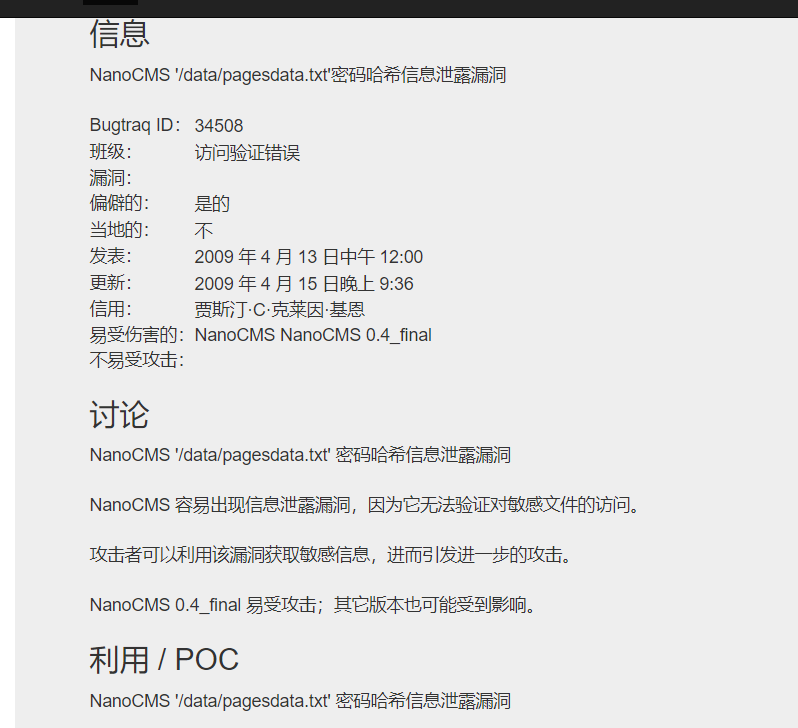 信息
NanoCMS '/data/pagesdata.txt'密码哈希信息泄露漏洞
Bugtraq ID： 34508
班级： 访问验证错误
漏洞：
偏僻的： 是的
当地的： 不
发表： 2009 年 4 月 13 日中午 12:00
更新： 2009 年 4 月 15 日晚上 9:36
信用： 贾斯汀·C·克莱因·基恩
易受伤害的： NanoCMS NanoCMS 0.4_final
不易受攻击：
讨论
NanoCMS '/data/pagesdata.txt' 密码哈希信息泄露漏洞
NanoCMS 容易出现信息泄露漏洞，因为它无法验证对敏感文件的访问。
攻击者可以利用该漏洞获取敏感信息，进而引发进一步的攻击。
NanoCMS 0.4_final 易受攻击；其它版本也可能受到影响。
利用 / POC
NanoCMS '/data/pagesdata.txt' 密码哈希信息泄露漏洞